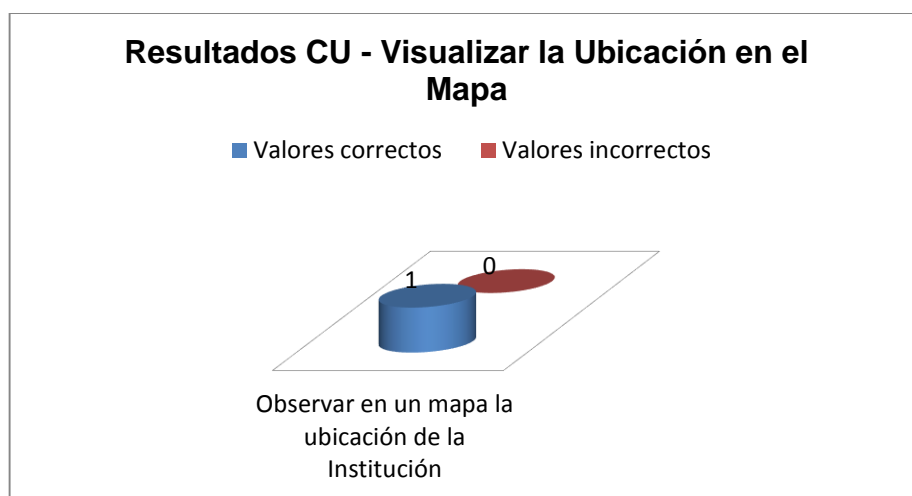 Resultados CU - Visualizar la Ubicación en el
Mapa
Valores correctos Valores incorrectos
1 0
Observar en un mapa la
ubicación de la
Institución